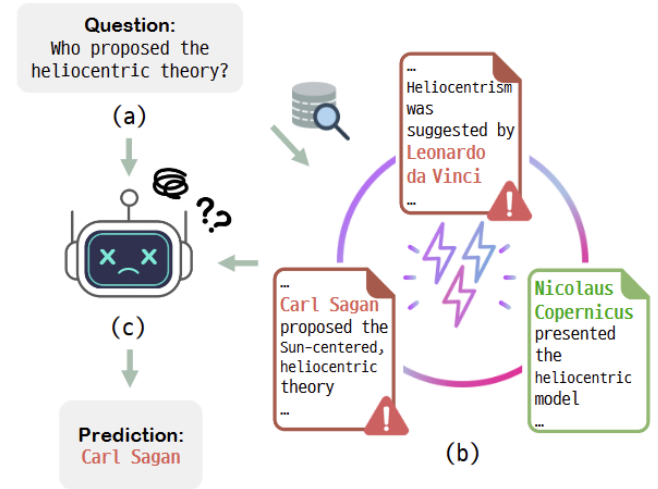 Question:
Who proposed the
heliocentric theory?
(a)
…
Heliocentrism
was
suggested by
Leonardo
da Vinci
…
!
??
…
Carl Sagan
proposed the
Sun-centered,
heliocentric
theory
…
!
Nicolaus
Copernicus
presented
the
heliocentric
model
…
(b)
(c)
Prediction:
Carl Sagan